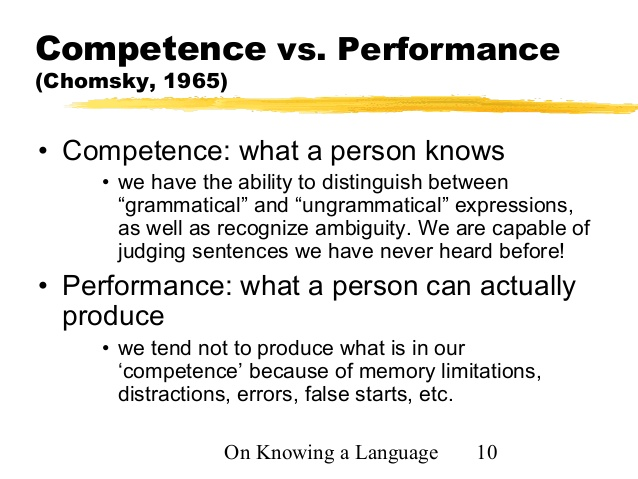 Competence vs. Performance
(Chomsky, 1965)
• Competence: what a person knows
• we have the ability to distinguish between
“grammatical” and “ungrammatical” expressions,
as well as recognize ambiguity. We are capable of
judging sentences we have never heard before!
• Performance: what a person can actually
produce
• we tend not to produce what is in our
‘competence’ because of memory limitations,
distractions, errors, false starts, etc.
On Knowing a Language 10